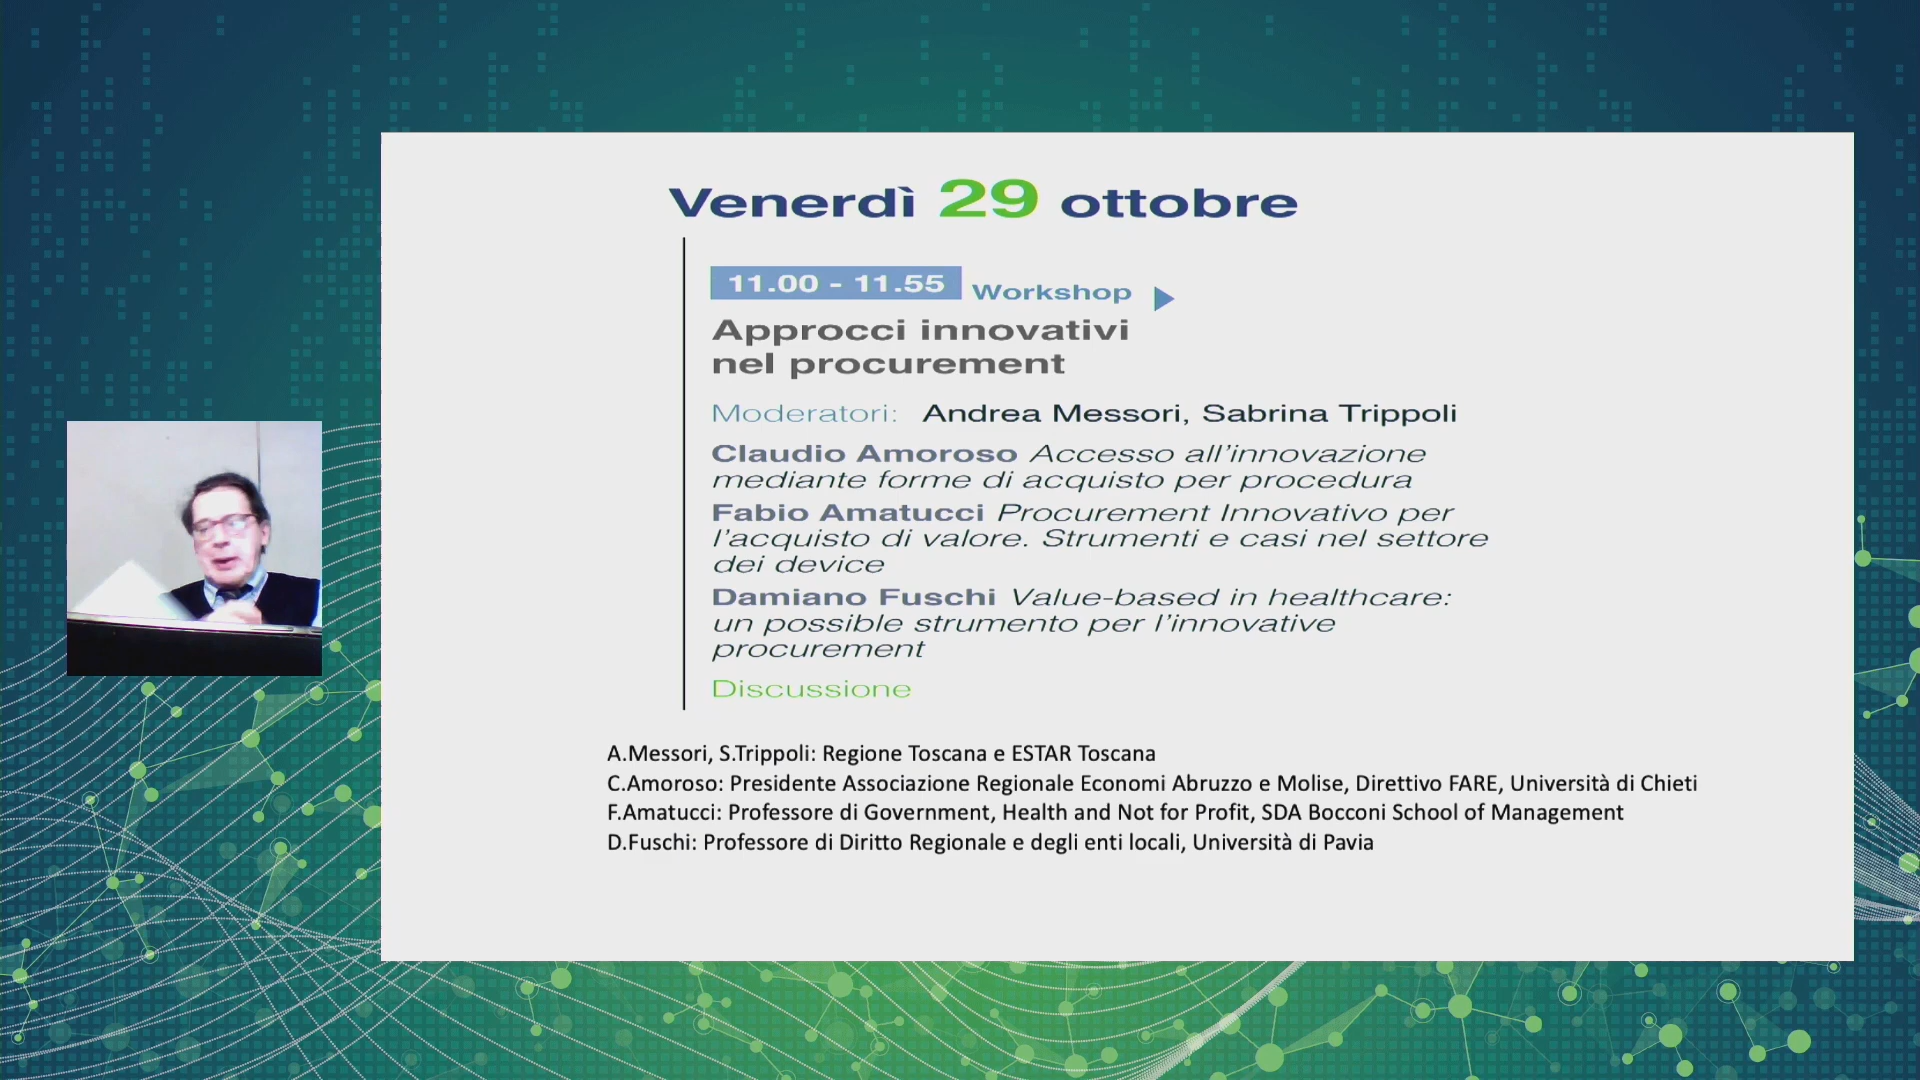 Venerdì 29 ottobre
11.00 - 11.55 Workshop
Approcci innovativi
nel procurement
Moderatori: Andrea Messori, Sabrina Trippoli
Claudio Amoroso Accesso all'innovazione
mediante forme di acquisto per procedura
Fabio Amatucci Procurement Innovativo per
l'acquisto di valore. Strumenti e casi nel settore
dei device
Damiano Fuschi Value-based in healthcare:
un possible strumento per l'innovative
procurement
Discussione
A.Messori, S.Trippoli: Regione Toscana e ESTAR Toscana
C.Amoroso: Presidente Associazione Regionale Economi Abruzzo e Molise, Direttivo FARE, Università di Chieti
F.Amatucci: Professore di Government, Health and Not for Profit, SDA Bocconi School of Management
D.Fuschi: Professore di Diritto Regionale e degli enti locali, Università di Pavia